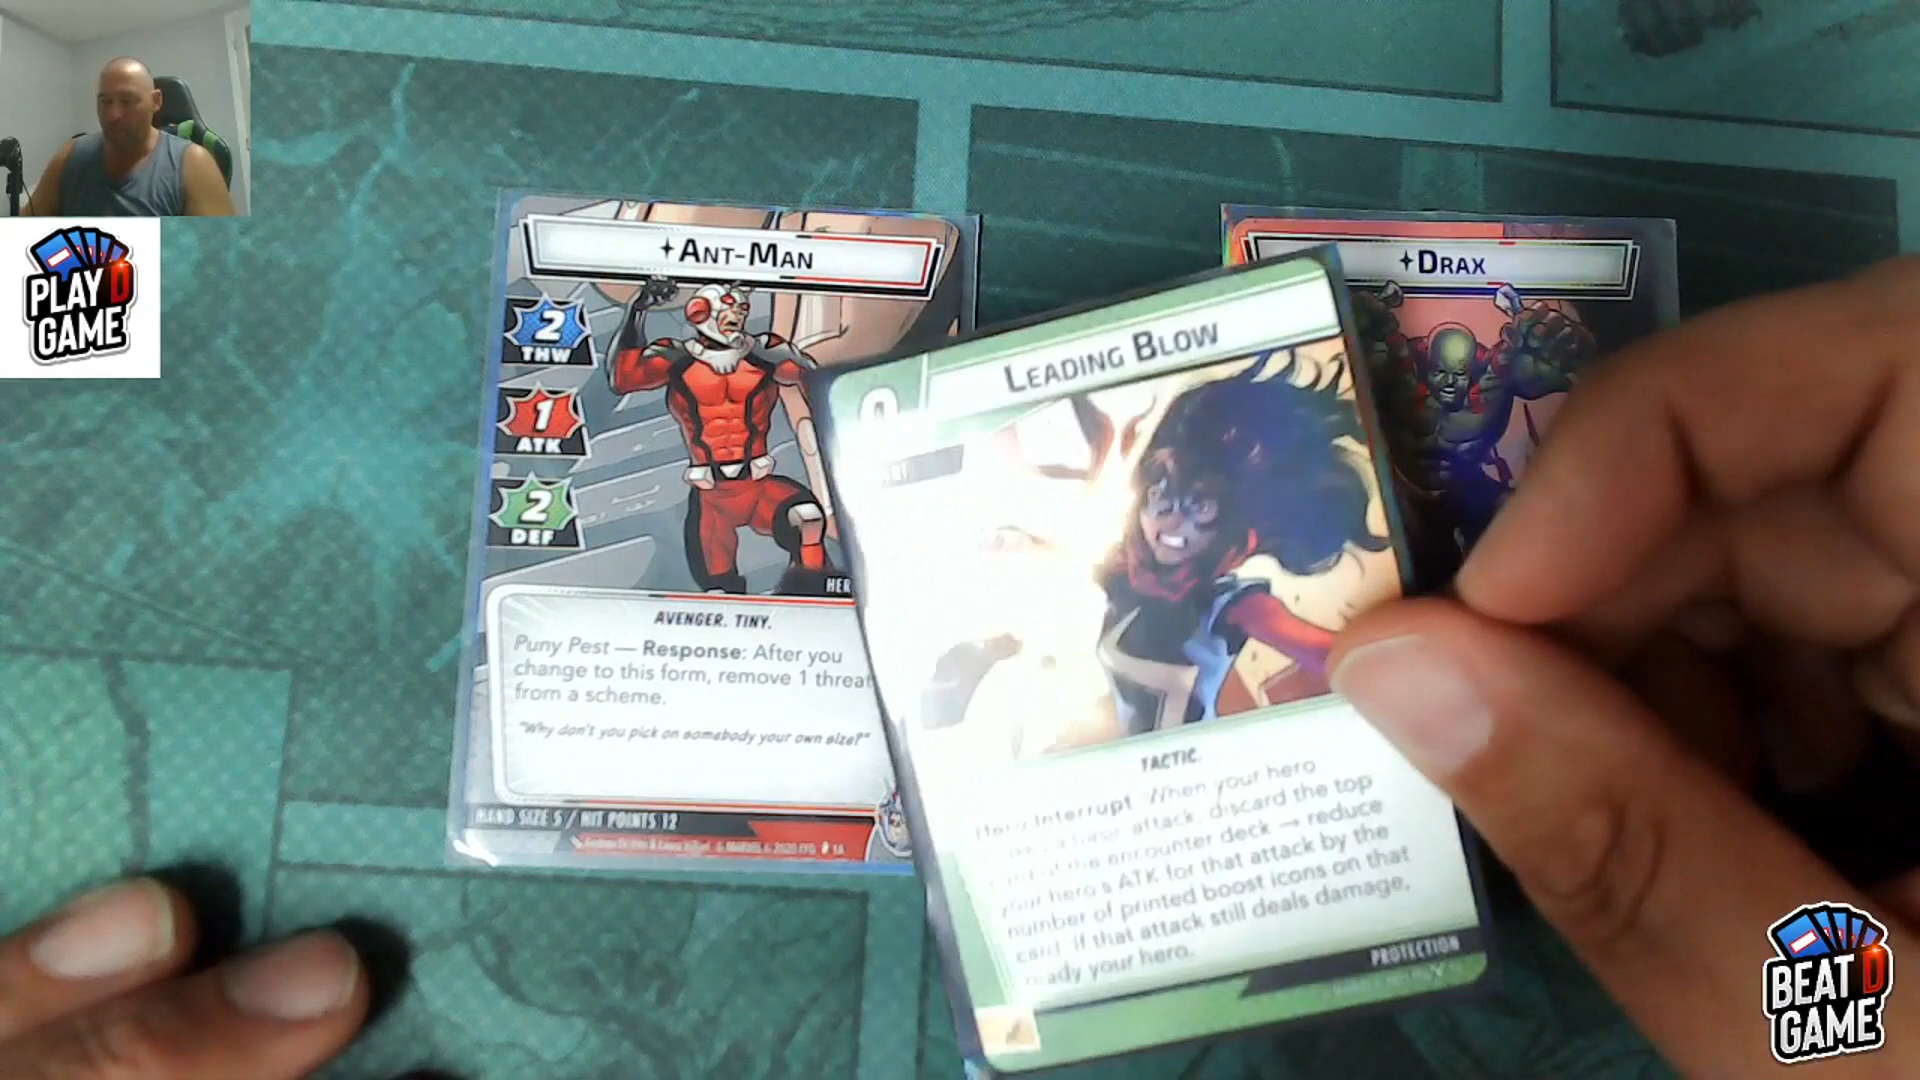 PLAY D
GAME
ANT-MAN
2
THW
1
ATK
2
DEF
HER
AVENGER. TINY.
Puny Pest — Response: After you
change to this form, remove 1 threat
from a scheme.
"Why don't you pick on somebody your own size?"
HAND SIZE 5 / HIT POINTS 12
DRAX
LEADING BLOW
TACTIC.
Hero Interrupt When your hero
attack, discard the top
of the encounter deck → reduce
your hero's ATK for that attack by the
number of printed boost icons on that
card. If that attack still deals damage,
ready your hero.
PROTECTION
BEAT D
GAME